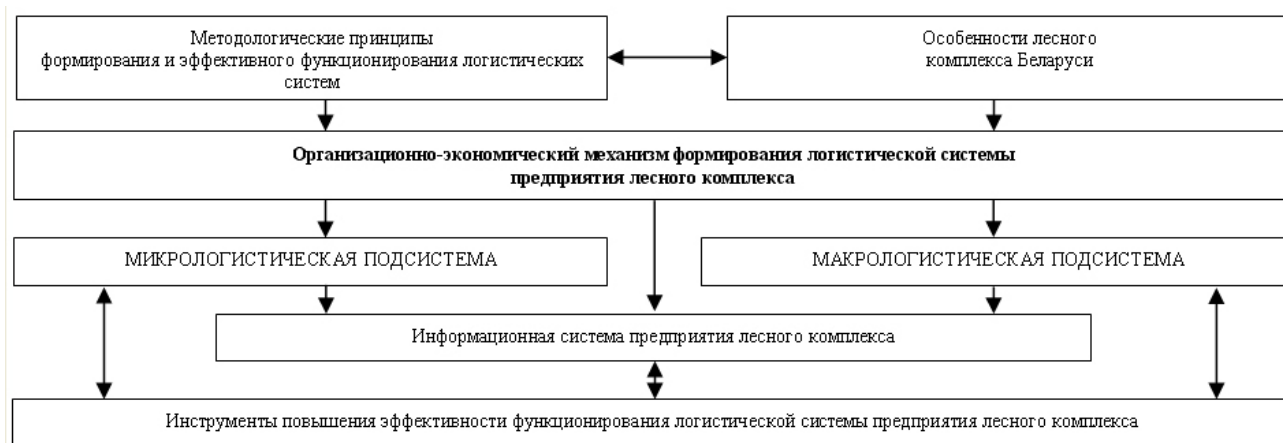 Методологические принципы
формирования и эффективного функционирования логистических
систем
Особенности лесного
комплекса Беларуси
Организационно-экономический механизм формирования логистической системы
предприятия лесного комплекса
МИКРОЛОГИСТИЧЕСКАЯ ПОДСИСТЕМА
МАКРОЛОГИСТИЧЕСКАЯ ПОДСИСТЕМА
Информационная система предприятия лесного комплекса
Инструменты повышения эффективности функционирования логистической системы предприятия лесного комплекса